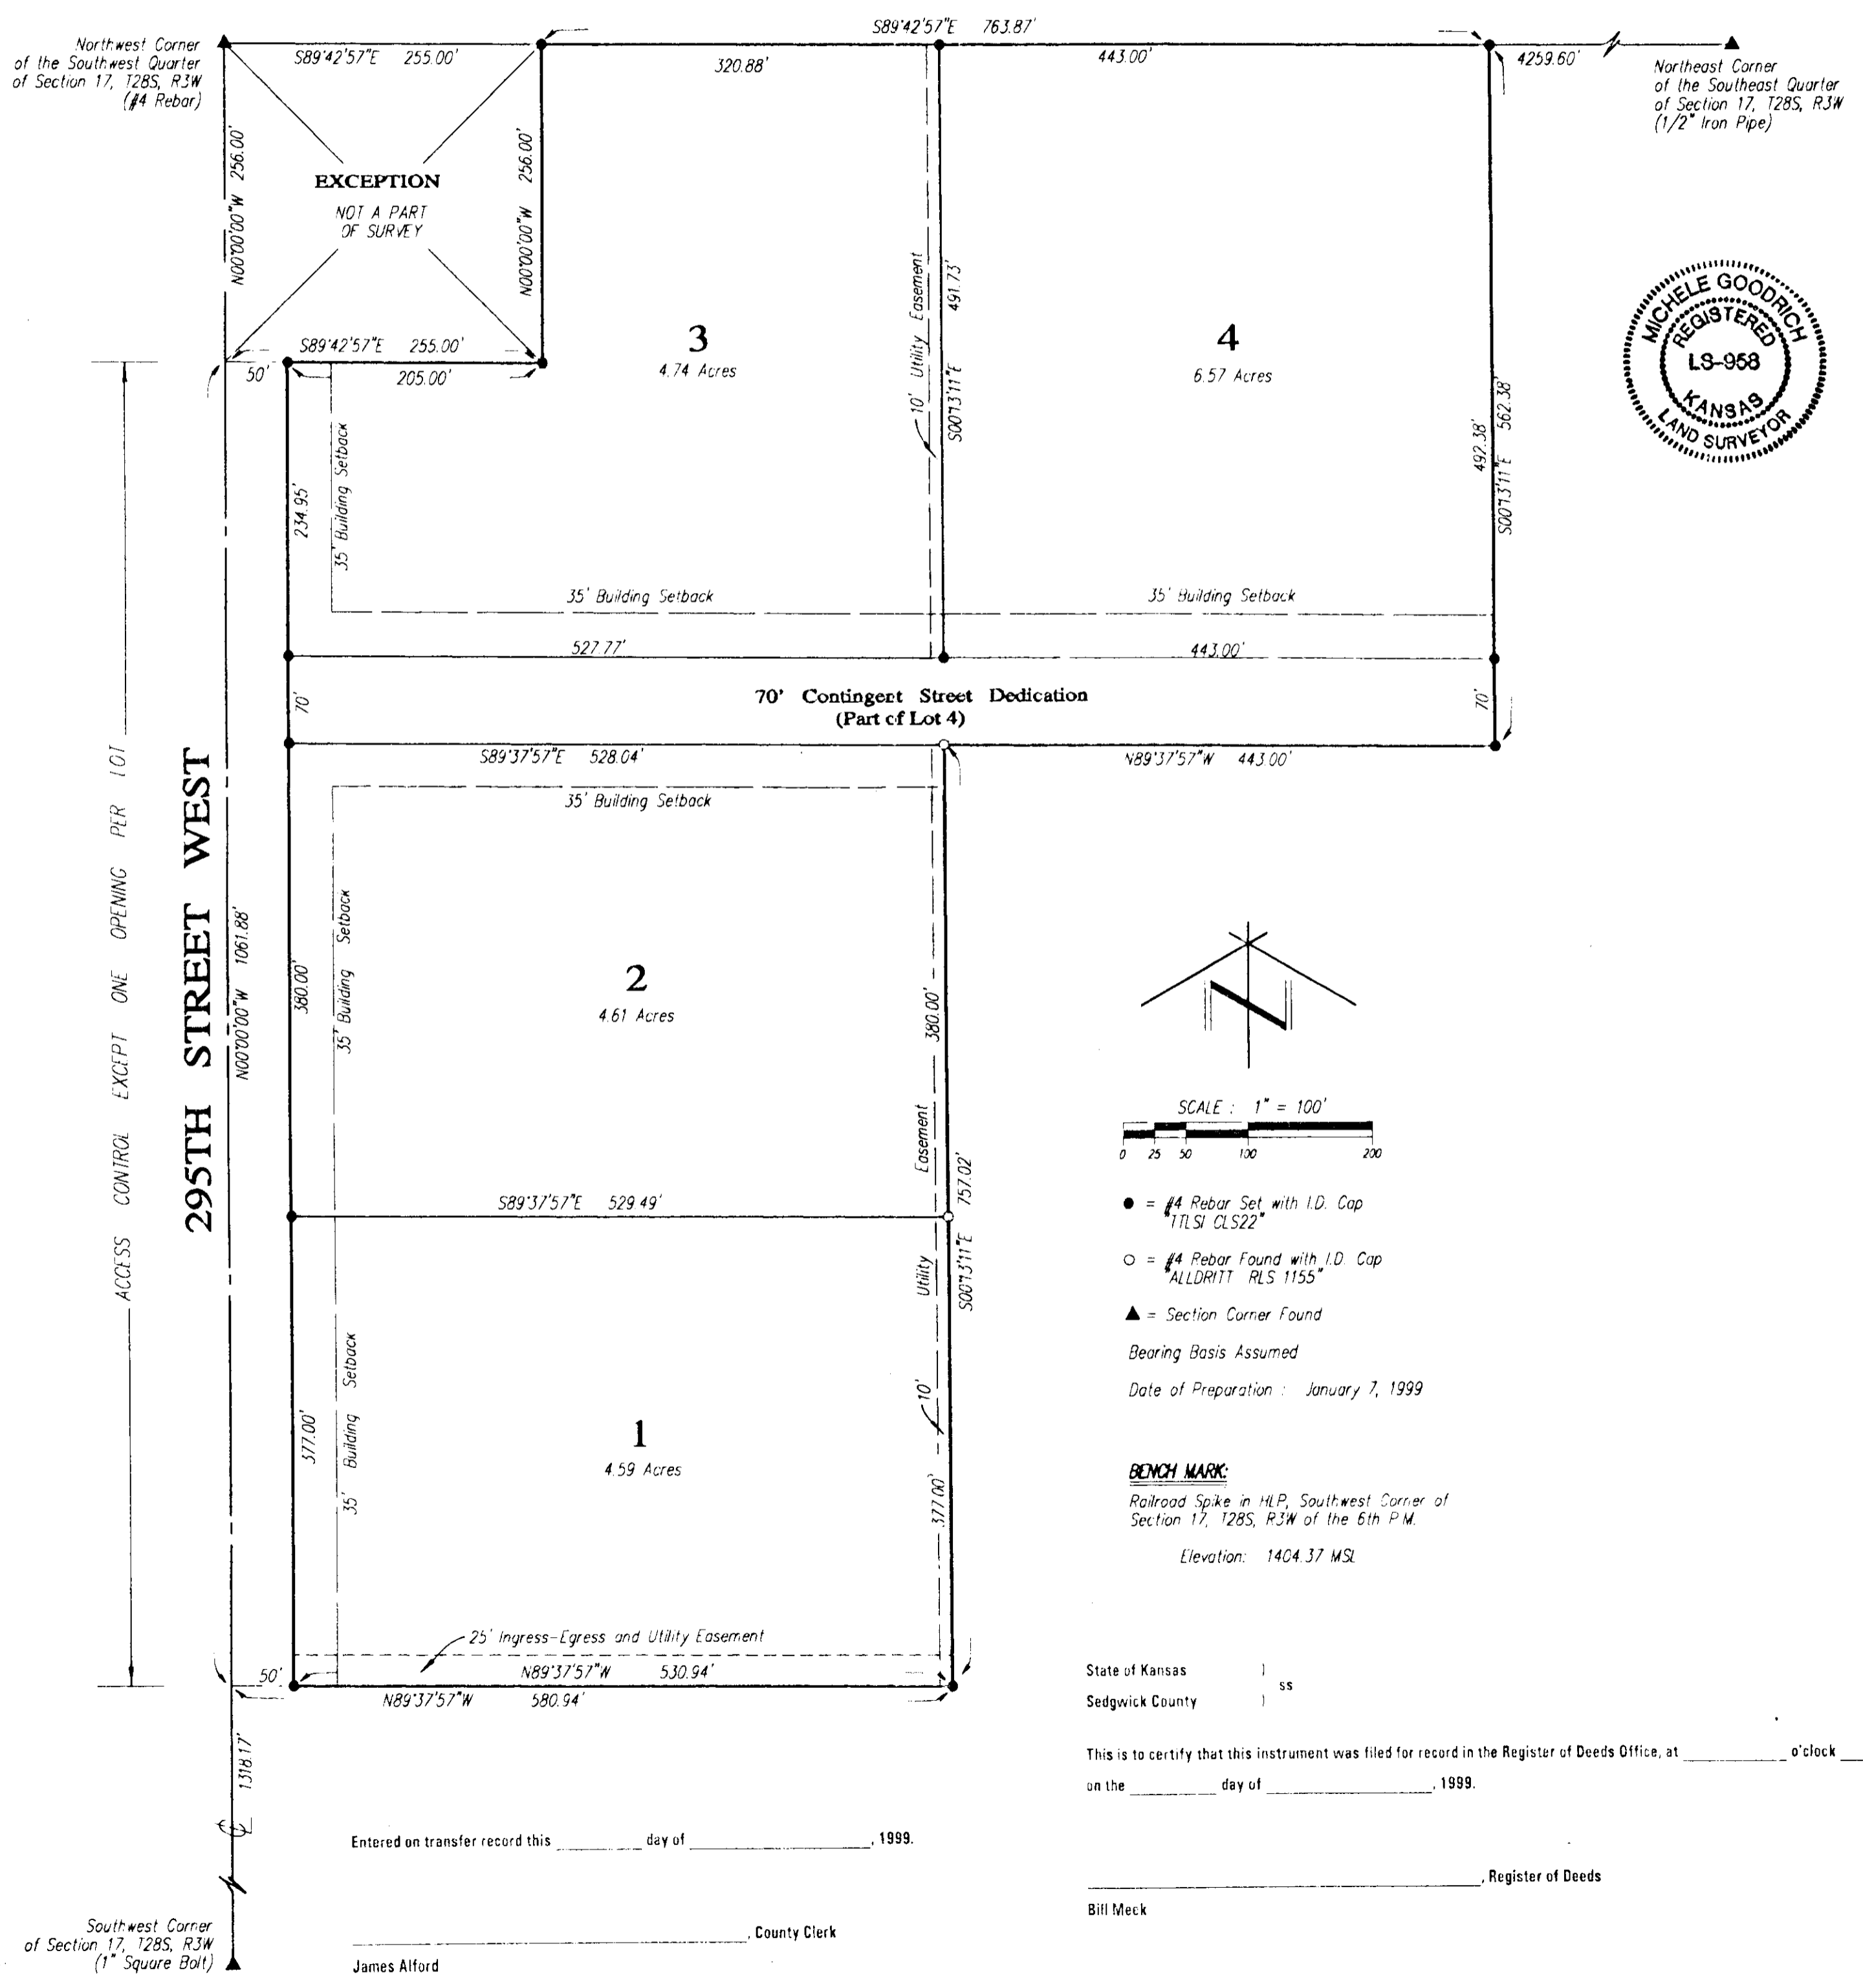 S89°42'57"E 763.87'
Northwest Corner
of the Southwest Quarter
of Section 17, T28S, R3W
(#4 Rebar)
S89°42'57"E 255.00'
320.88'
443.00'
4259.60'
Northeast Corner
of the Southeast Quarter
of Section 17, T28S, R3W
(1/2" Iron Pipe)
N00°00'00"W 256.00'
N00°00'00"W 256.00'
EXCEPTION
NOT A PART
OF SURVEY
S89°42'57"E 255.00'
50'
205.00'
3
4.74 Acres
10' Utility Easement
S00°13'11"E 491.73'
4
6.57 Acres
492.38'
S00°13'11"E 562.38'
MICHELE GOODRICH
REGISTERED
LS-958
KANSAS
LAND SURVEYOR
234.95'
35' Building Setback
35' Building Setback
35' Building Setback
527.77'
443.00'
70'
70' Contingent Street Dedication
(Part of Lot 4)
70'
S89°37'57"E 528.04'
N89°37'57"W 443.00'
35' Building Setback
ACCESS CONTROL EXCEPT ONE OPENING PER LOT
295TH STREET WEST
N00°00'00"W 1061.88'
380.00'
35' Building Setback
2
4.61 Acres
380.00'
S89°37'57"E 529.49'
10' Utility Easement
S00°13'11"E 757.02'
377.00'
35' Building Setback
1
4.59 Acres
377.00'
25' Ingress-Egress and Utility Easement
50'
N89°37'57"W 530.94'
N89°37'57"W 580.94'
1318.17'
Southwest Corner
of Section 17, T28S, R3W
(1" Square Bolt)
N
SCALE : 1" = 100'
0 25 50 100 200
= #4 Rebar Set with I.D. Cap
"TTLSI CLS22"
= #4 Rebar Found with I.D. Cap
"ALLDRITT RLS 1155"
= Section Corner Found
Bearing Basis Assumed
Date of Preparation : January 7, 1999
BENCH MARK:
Railroad Spike in HLP, Southwest Corner of
Section 17, T28S, R3W of the 6th P.M.
Elevation: 1404.37 MSL
State of Kansas )
ss
Sedgwick County )
This is to certify that this instrument was filed for record in the Register of Deeds Office, at ____ o'clock __
on the ____ day of ____, 1999.
Entered on transfer record this ____ day of ____, 1999.
____, Register of Deeds
Bill Meek
____, County Clerk
James Alford